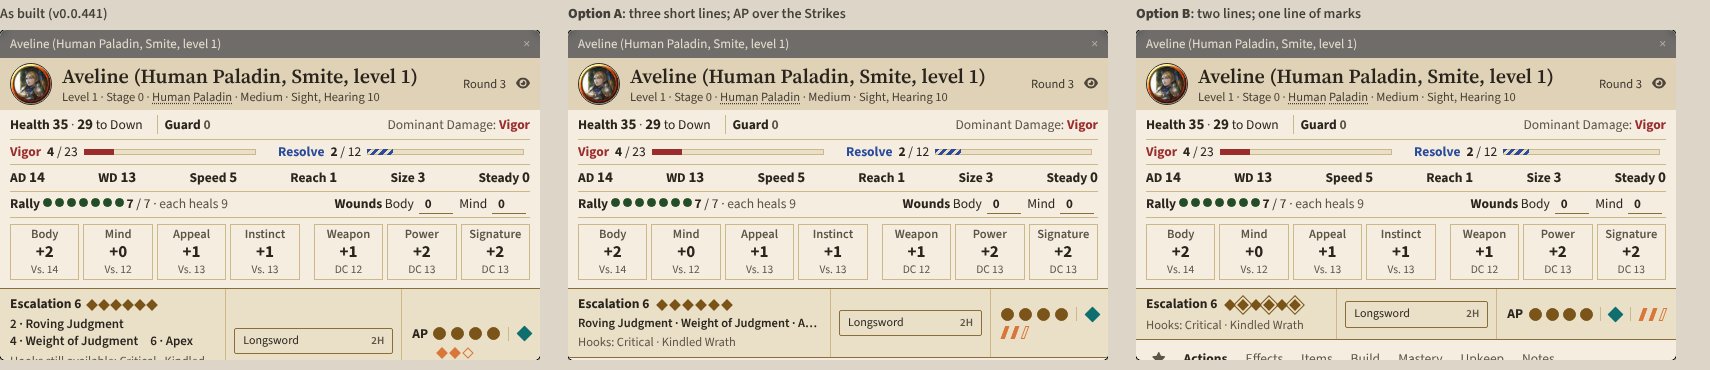 As built (v0.0.441)
Aveline (Human Paladin, Smite, level 1) ×
Aveline (Human Paladin, Smite, level 1) Round 3
Level 1 · Stage 0 · Human Paladin · Medium · Sight, Hearing 10
Health 35 · 29 to Down Guard 0 Dominant Damage: Vigor
Vigor 4 / 23 Resolve 2 / 12
AD 14 WD 13 Speed 5 Reach 1 Size 3 Steady 0
Rally 7 / 7 · each heals 9 Wounds Body 0 Mind 0
Body Mind Appeal Instinct Weapon Power Signature
+2 +0 +1 +1 +1 +2 +2
Vs. 14 Vs. 12 Vs. 13 Vs. 13 DC 12 DC 13 DC 13
Escalation 6
2 · Roving Judgment
4 · Weight of Judgment 6 · Apex
Hooks still available: Critical · Kindled
Longsword 2H
AP
Option A: three short lines; AP over the Strikes
Aveline (Human Paladin, Smite, level 1) ×
Aveline (Human Paladin, Smite, level 1) Round 3
Level 1 · Stage 0 · Human Paladin · Medium · Sight, Hearing 10
Health 35 · 29 to Down Guard 0 Dominant Damage: Vigor
Vigor 4 / 23 Resolve 2 / 12
AD 14 WD 13 Speed 5 Reach 1 Size 3 Steady 0
Rally 7 / 7 · each heals 9 Wounds Body 0 Mind 0
Body Mind Appeal Instinct Weapon Power Signature
+2 +0 +1 +1 +1 +2 +2
Vs. 14 Vs. 12 Vs. 13 Vs. 13 DC 12 DC 13 DC 13
Escalation 6
Roving Judgment · Weight of Judgment · A...
Hooks: Critical · Kindled Wrath
Longsword 2H
Option B: two lines; one line of marks
Aveline (Human Paladin, Smite, level 1) ×
Aveline (Human Paladin, Smite, level 1) Round 3
Level 1 · Stage 0 · Human Paladin · Medium · Sight, Hearing 10
Health 35 · 29 to Down Guard 0 Dominant Damage: Vigor
Vigor 4 / 23 Resolve 2 / 12
AD 14 WD 13 Speed 5 Reach 1 Size 3 Steady 0
Rally 7 / 7 · each heals 9 Wounds Body 0 Mind 0
Body Mind Appeal Instinct Weapon Power Signature
+2 +0 +1 +1 +1 +2 +2
Vs. 14 Vs. 12 Vs. 13 Vs. 13 DC 12 DC 13 DC 13
Escalation 6
Hooks: Critical · Kindled Wrath
Longsword 2H
AP
Actions Effects Items Build Mastery Upkeep Notes